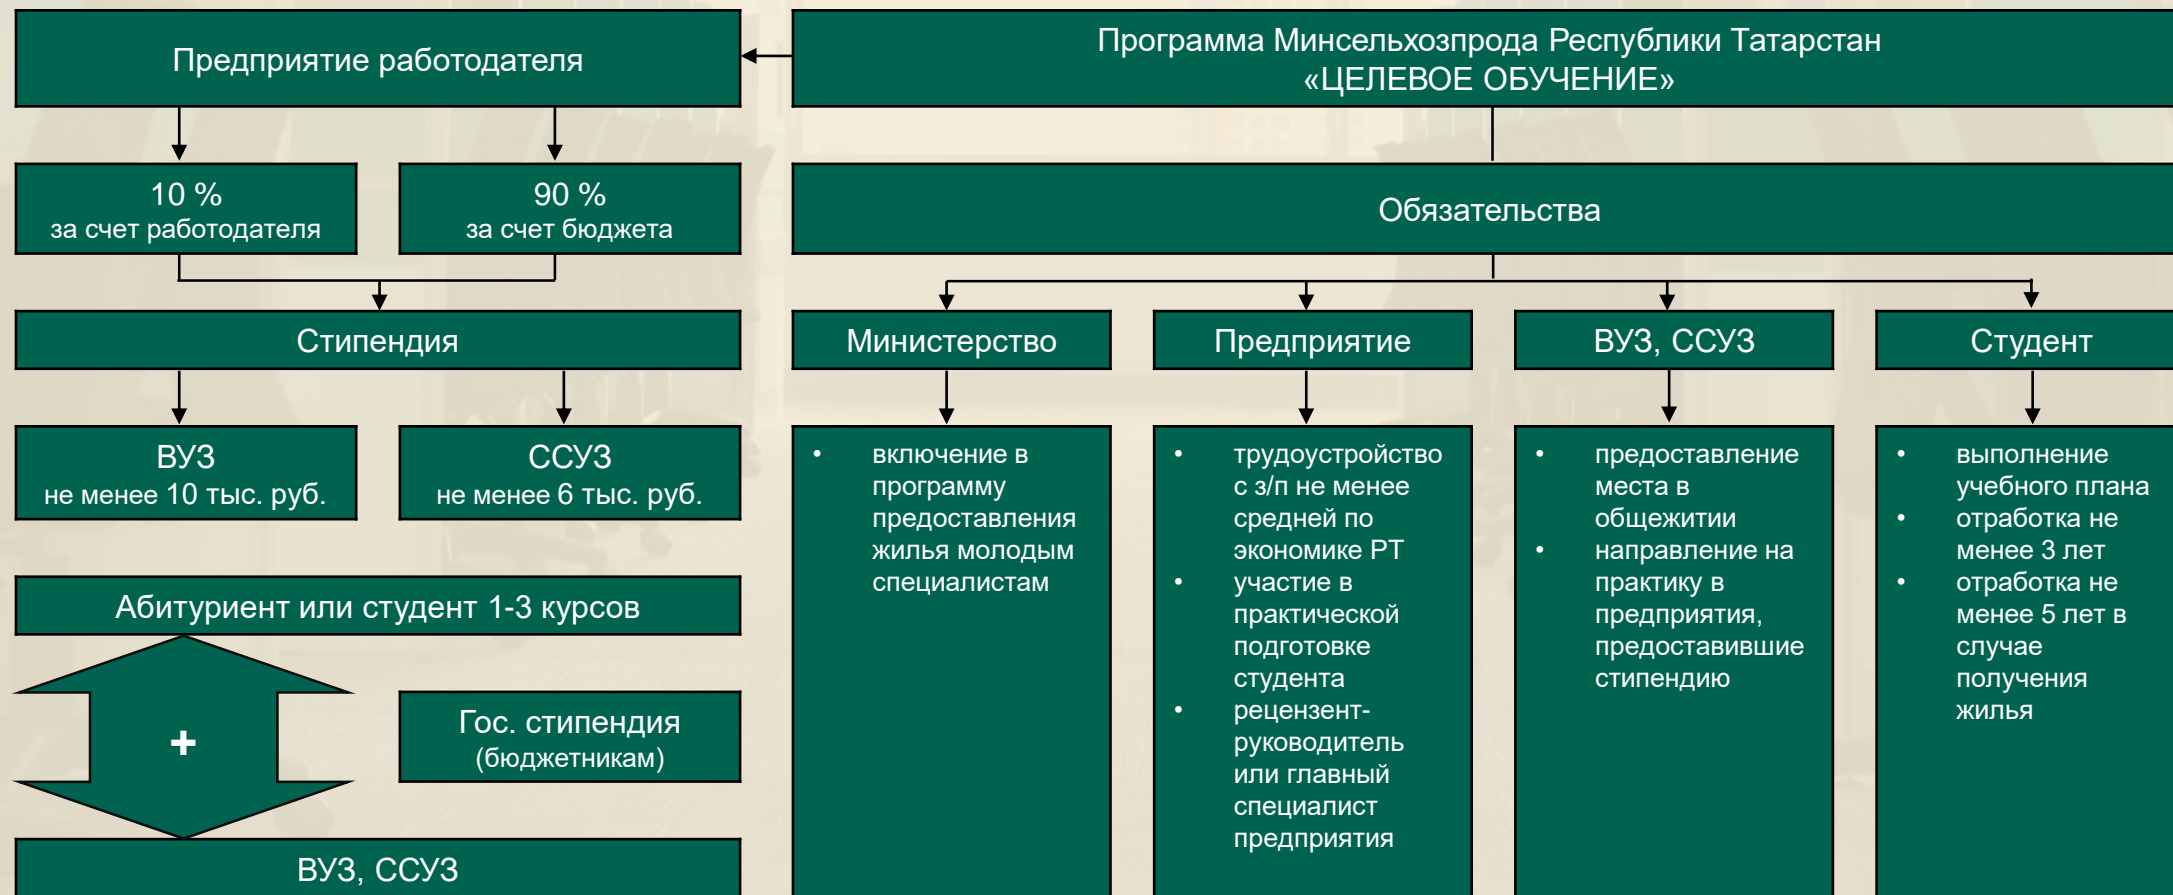 Предприятие работодателя
Программа Минсельхозпрода Республики Татарстан
«ЦЕЛЕВОЕ ОБУЧЕНИЕ»
10 %
за счет работодателя
90 %
за счет бюджета
Стипендия
ВУЗ
не менее 10 тыс. руб.
ССУЗ
не менее 6 тыс. руб.
Абитуриент или студент 1-3 курсов
+
Гос. стипендия
(бюджетникам)
ВУЗ, ССУЗ
Обязательства
Министерство
• включение в
программу
предоставления
жилья молодым
специалистам
Предприятие
• трудоустройство
с з/п не менее
средней по
экономике РТ
• участие в
практической
подготовке
студента
• рецензент-
руководитель
или главный
специалист
предприятия
ВУЗ, ССУЗ
• предоставление
места в
общежитии
• направление на
практику в
предприятия,
предоставившие
стипендию
Студент
• выполнение
учебного плана
• отработка не
менее 3 лет
• отработка не
менее 5 лет в
случае
получения
жилья